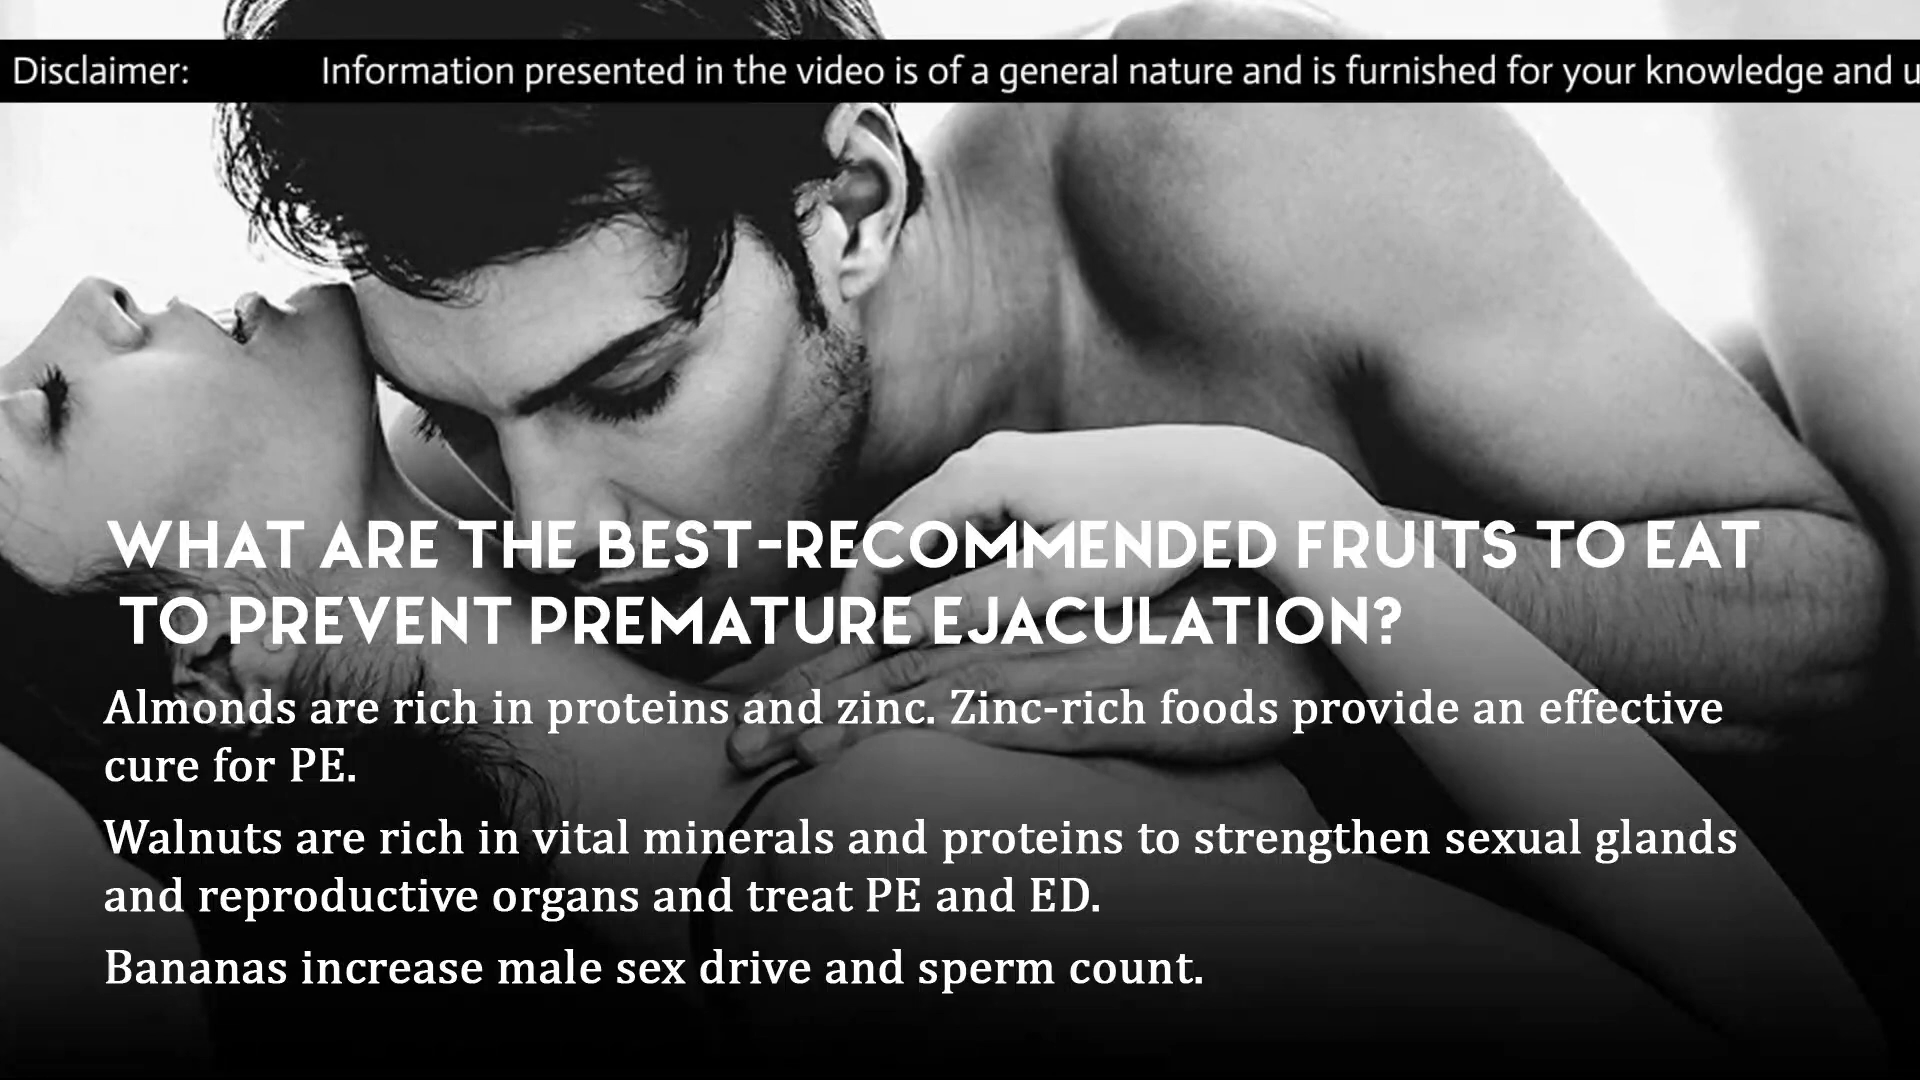 Disclaimer: Information presented in the video is of a general nature and is furnished for your knowledge and
WHAT ARE THE BEST-RECOMMENDED FRUITS TO EAT
TO PREVENT PREMATURE EJACULATION?
Almonds are rich in proteins and zinc. Zinc-rich foods provide an effective
cure for PE.
Walnuts are rich in vital minerals and proteins to strengthen sexual glands
and reproductive organs and treat PE and ED.
Bananas increase male sex drive and sperm count.